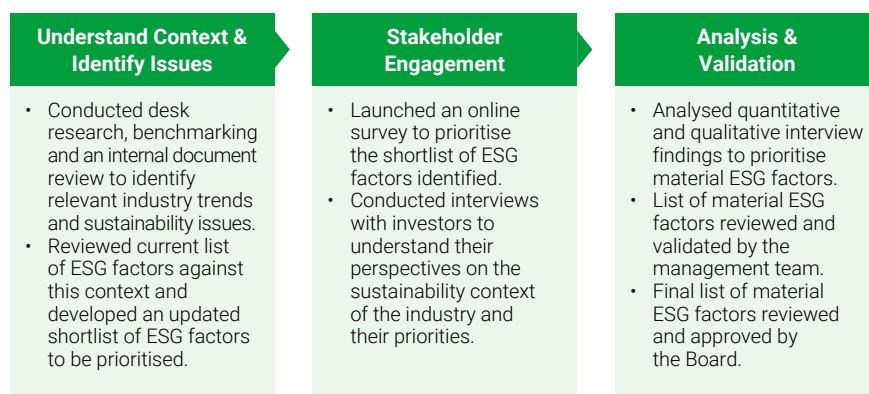 Understand Context &
Identify Issues
• Conducted desk
research, benchmarking
and an internal document
review to identify
relevant industry trends
and sustainability issues.
• Reviewed current list
of ESG factors against
this context and
developed an updated
shortlist of ESG factors
to be prioritised.
Stakeholder
Engagement
• Launched an online
survey to prioritise
the shortlist of ESG
factors identified.
• Conducted interviews
with investors to
understand their
perspectives on the
sustainability context
of the industry and
their priorities.
Analysis &
Validation
• Analysed quantitative
and qualitative interview
findings to prioritise
material ESG factors.
• List of material ESG
factors reviewed and
validated by the
management team.
• Final list of material
ESG factors reviewed
and approved by
the Board.